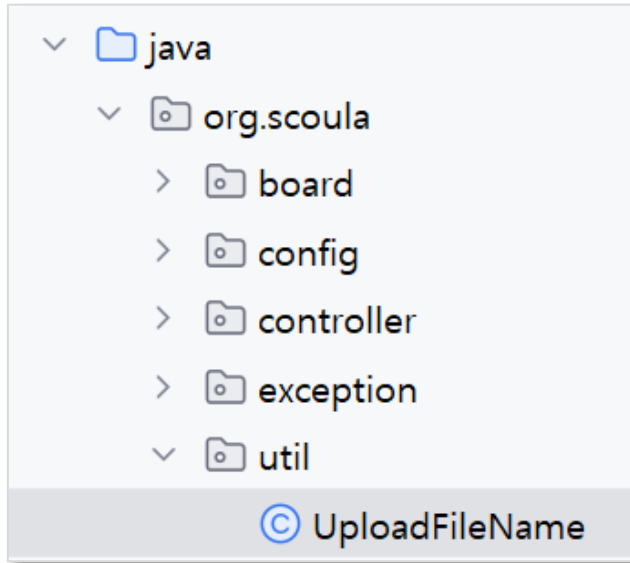 java
org.scoula
board
config
controller
exception
util
UploadFileName